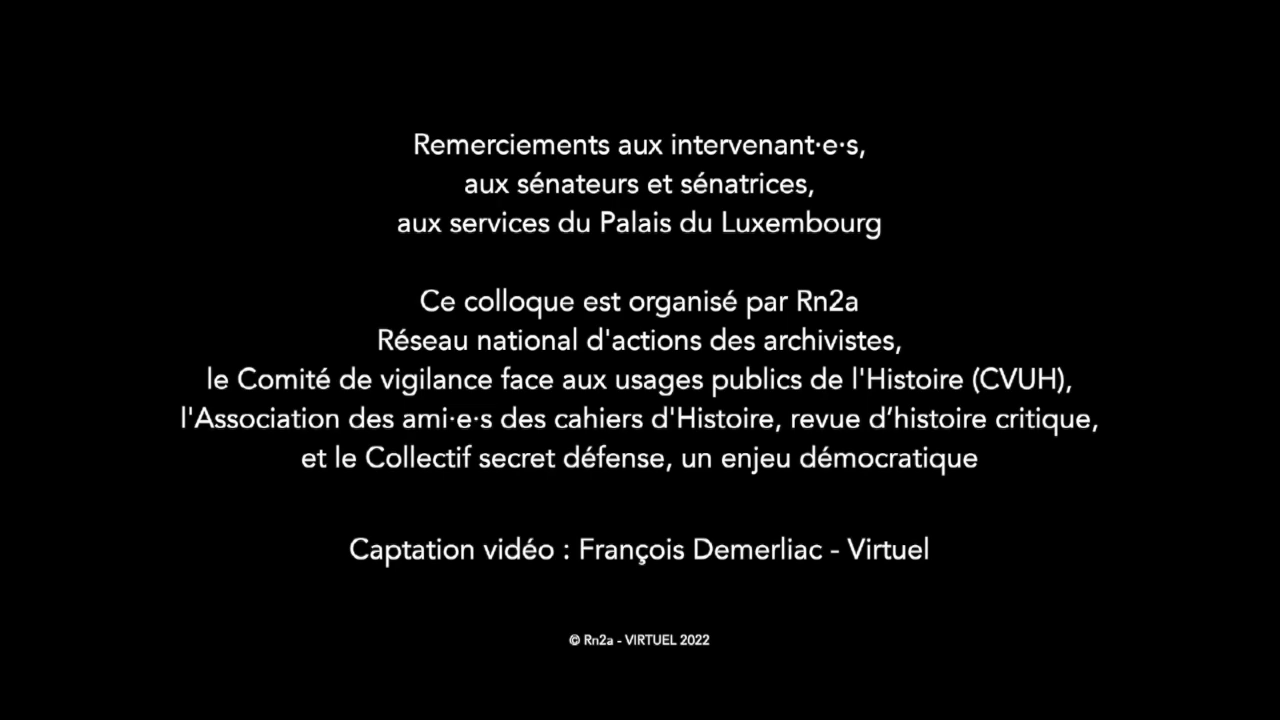 Remerciements aux intervenant·e·s,
aux sénateurs et sénatrices,
aux services du Palais du Luxembourg
Ce colloque est organisé par Rn2a
Réseau national d'actions des archivistes,
le Comité de vigilance face aux usages publics de l'Histoire (CVUH),
l'Association des ami·e·s des cahiers d'Histoire, revue d’histoire critique,
et le Collectif secret défense, un enjeu démocratique
Captation vidéo : François Demerliac - Virtuel
© Rn2a - VIRTUEL 2022